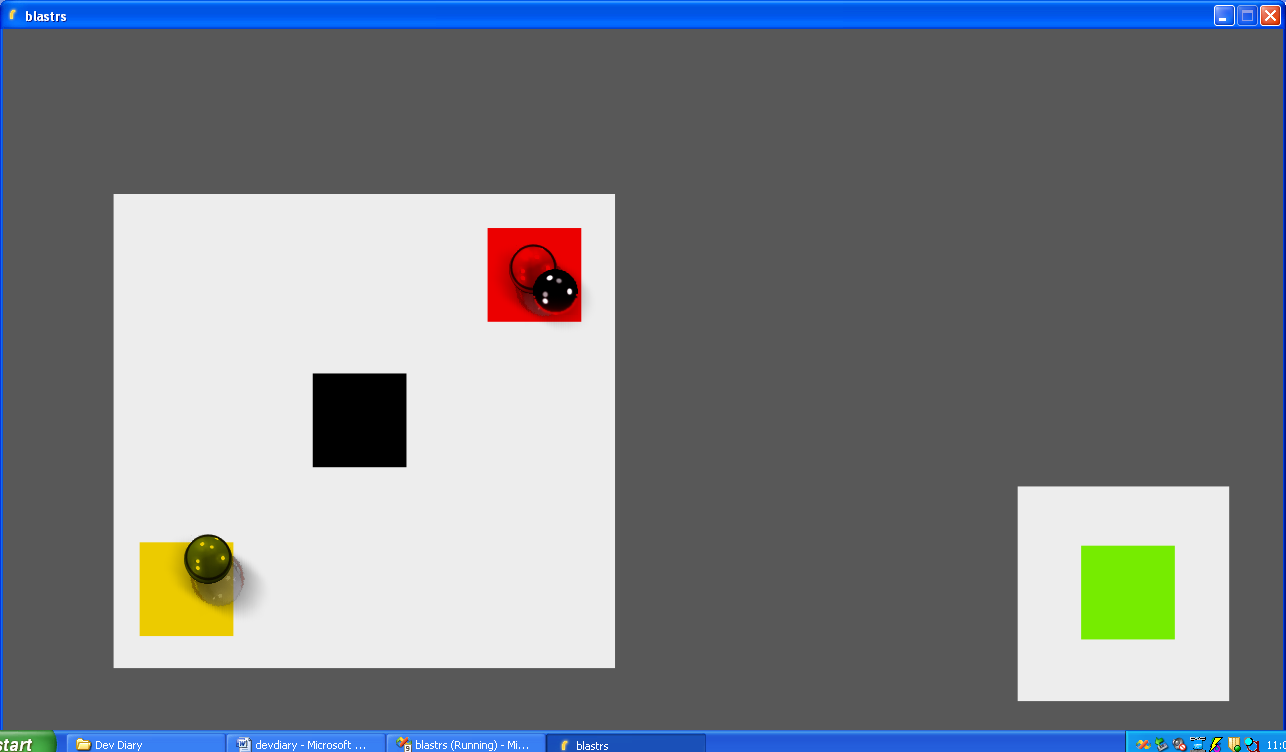 blastrs
start
Dev Diary
devdiary - Microsoft ...
blastrs (Running) - Mi...
blastrs